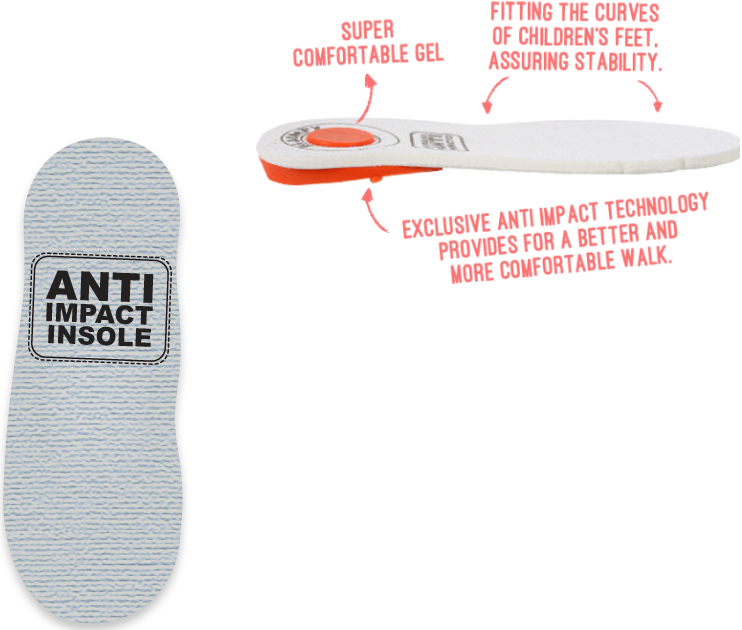 SUPER
COMFORTABLE GEL
FITTING THE CURVES
OF CHILDREN'S FEET,
ASSURING STABILITY.
EXCLUSIVE ANTI IMPACT TECHNOLOGY
PROVIDES FOR A BETTER AND
MORE COMFORTABLE WALK.
ANTI
IMPACT
INSOLE